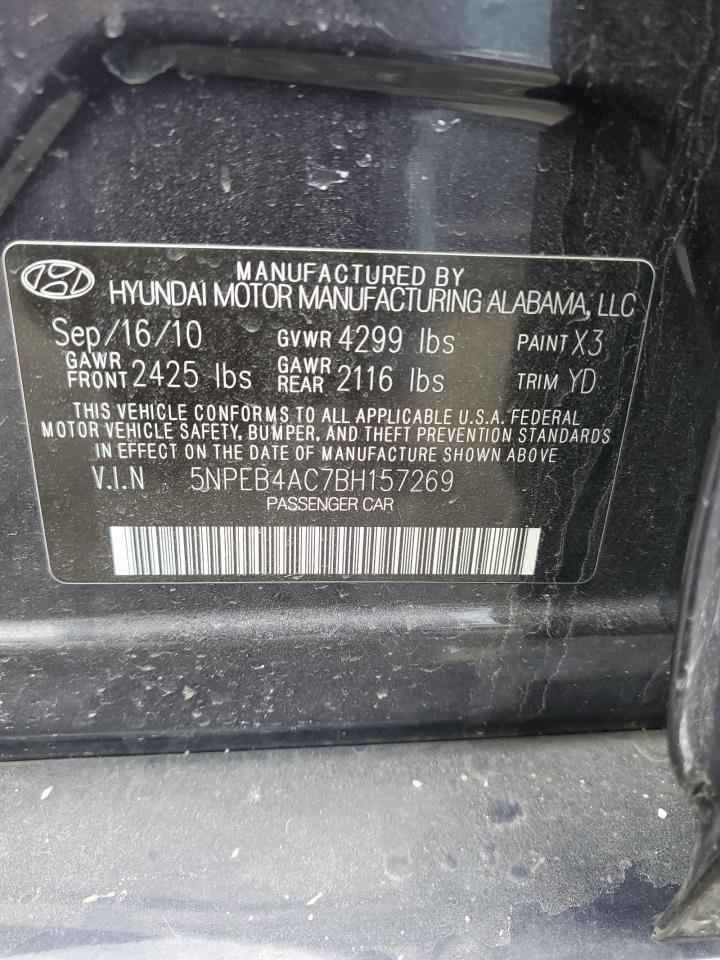 MANUFACTURED BY
HYUNDAI MOTOR MANUFACTURING ALABAMA, LLC
Sep/16/10 GVWR 4299 lbs PAINT X3
GAWR FRONT 2425 lbs GAWR REAR 2116 lbs TRIM YD
THIS VEHICLE CONFORMS TO ALL APPLICABLE U.S.A. FEDERAL
MOTOR VEHICLE SAFETY, BUMPER, AND THEFT PREVENTION STANDARDS
IN EFFECT ON THE DATE OF MANUFACTURE SHOWN ABOVE
V.I.N 5NPEB4AC7BH157269
PASSENGER CAR